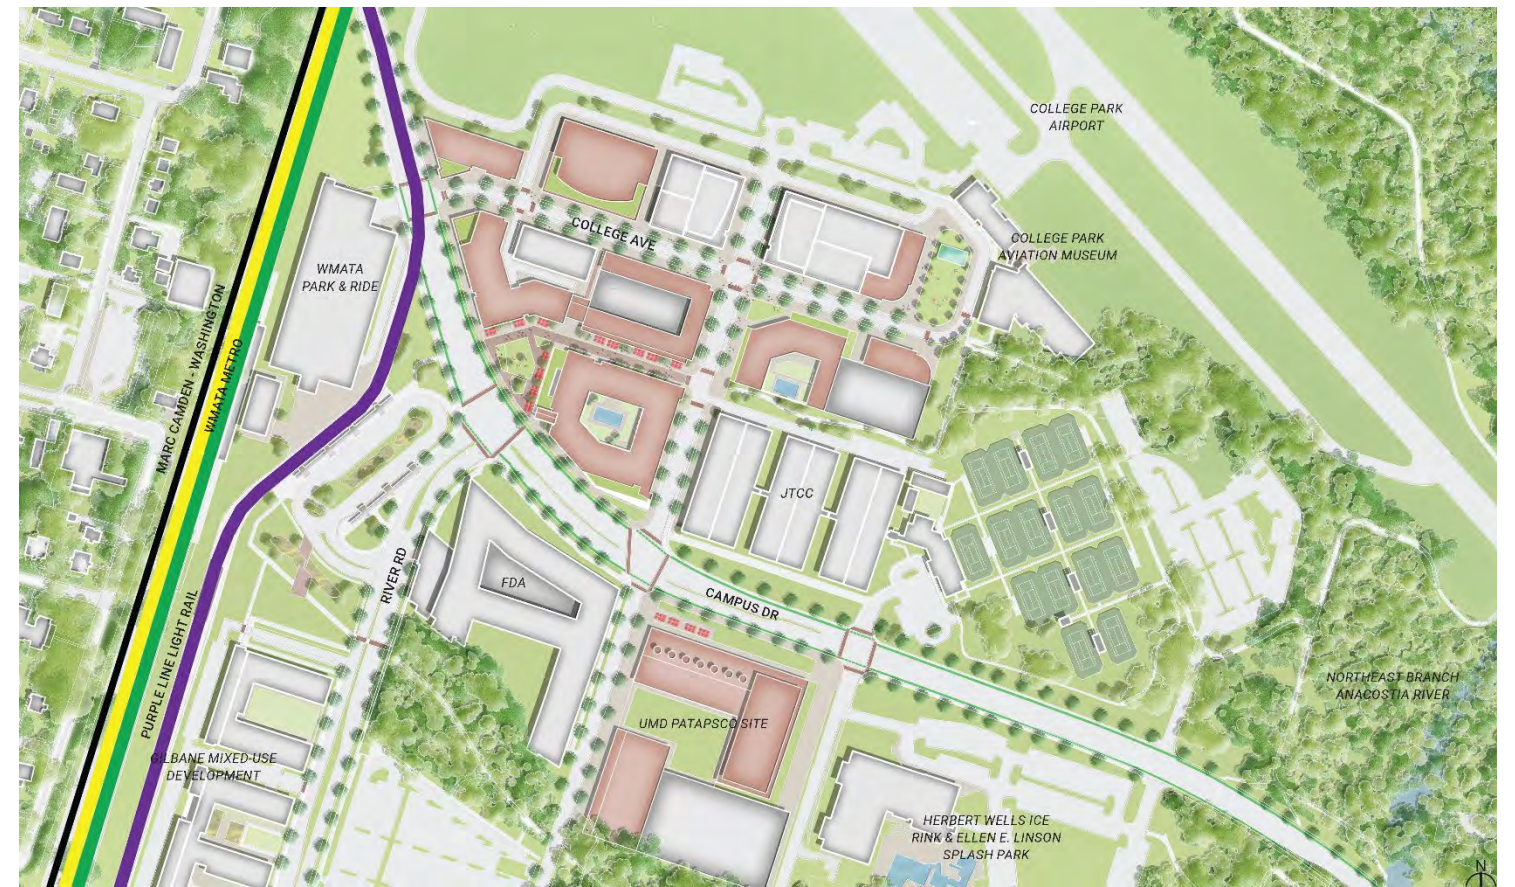 COLLEGE PARK
AIRPORT
COLLEGE AVE
COLLEGE PARK
AVIATION MUSEUM
WMATA
PARK & RIDE
MARC CAMDEN - WASHINGTON
WMATA METRO
JTCC
RIVER RD
FDA
CAMPUS DR
PURPLE LINE LIGHT RAIL
NORTHEAST BRANCH
ANACOSTIA RIVER
UMD PATAPSCO SITE
GILBANE MIXED-USE
DEVELOPMENT
HERBERT WELLS ICE
RINK & ELLEN E. LINSON
SPLASH PARK
N